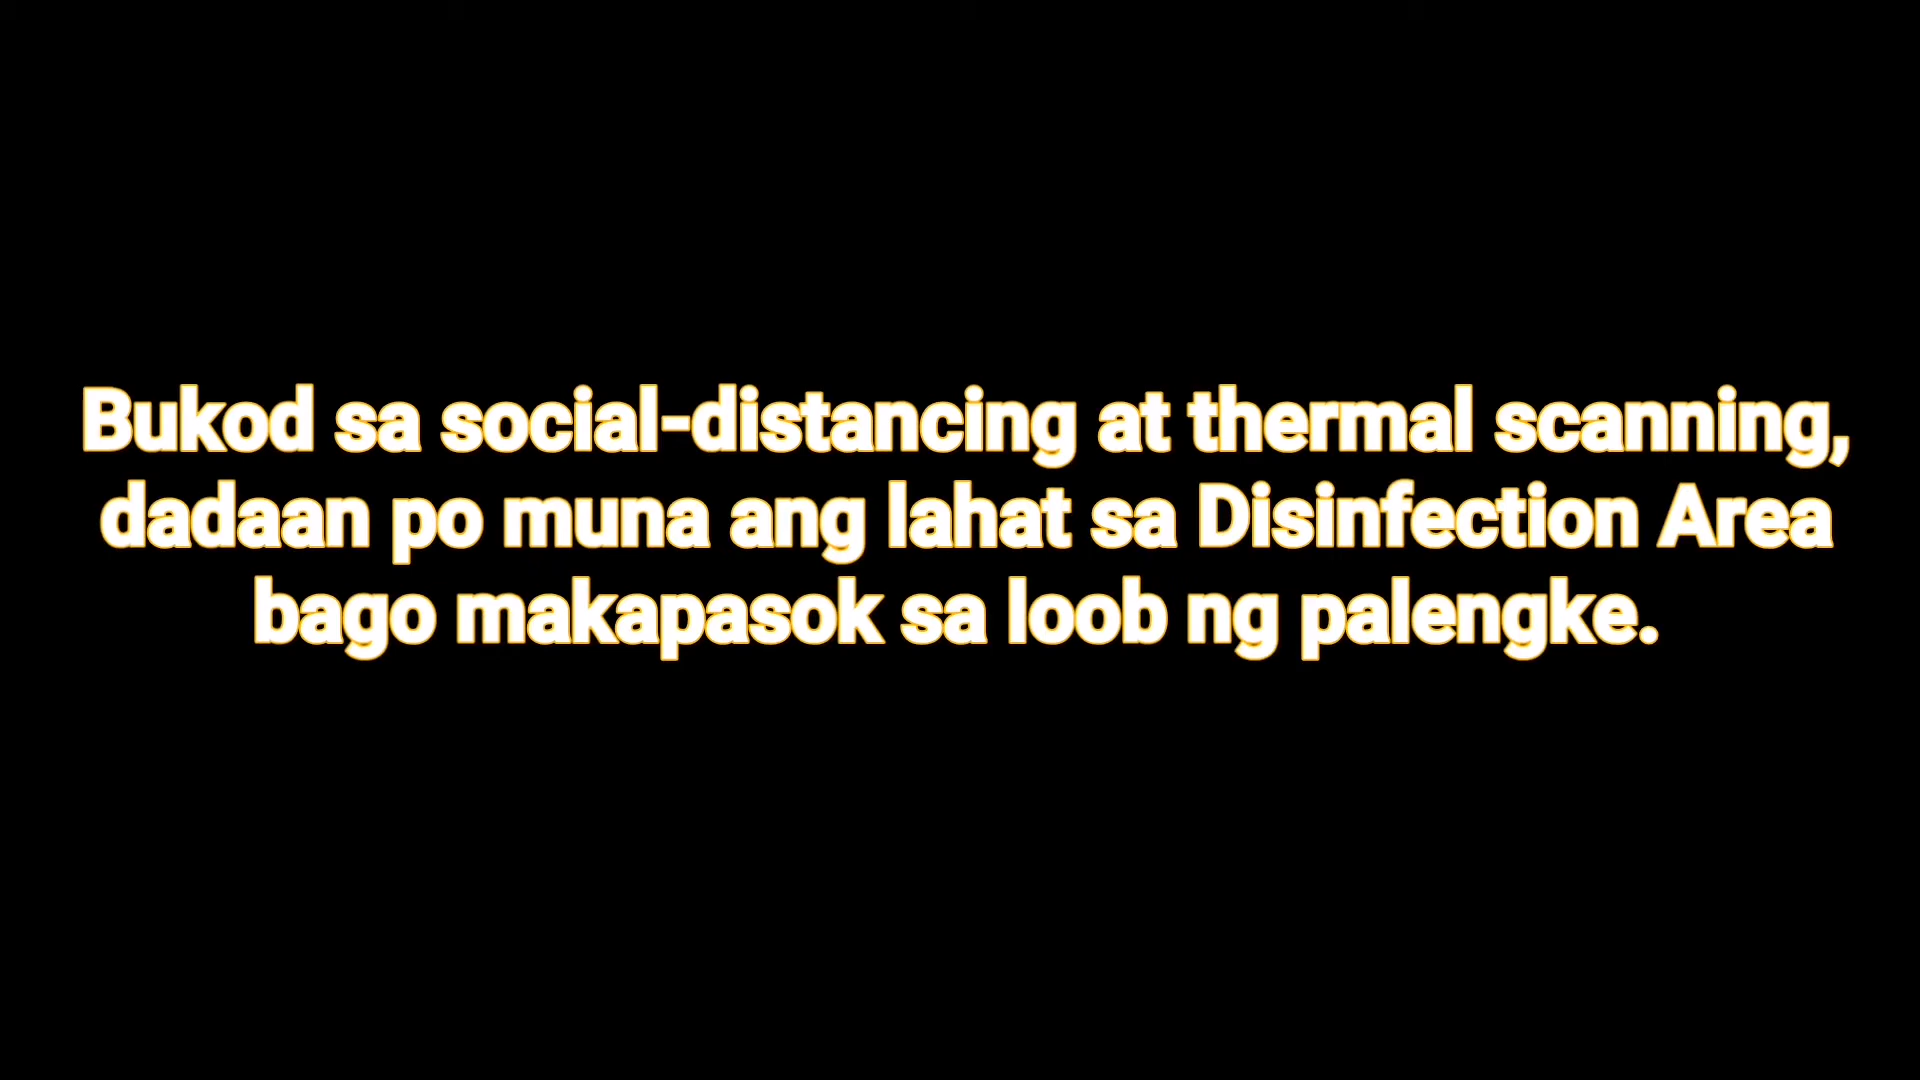 Bukod sa social-distancing at thermal scanning,
dadaan po muna ang lahat sa Disinfection Area
bago makapasok sa loob ng palengke.